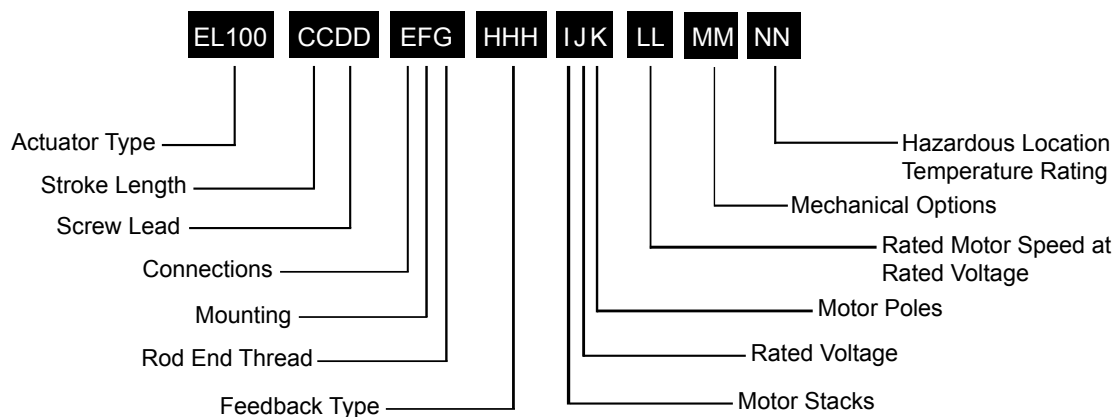 EL100 CCDD EFG HHH IJK LL MM NN
Actuator Type
Hazardous Location
Temperature Rating
Stroke Length
Mechanical Options
Screw Lead
Rated Motor Speed at
Rated Voltage
Connections
Motor Poles
Mounting
Rated Voltage
Rod End Thread
Motor Stacks
Feedback Type